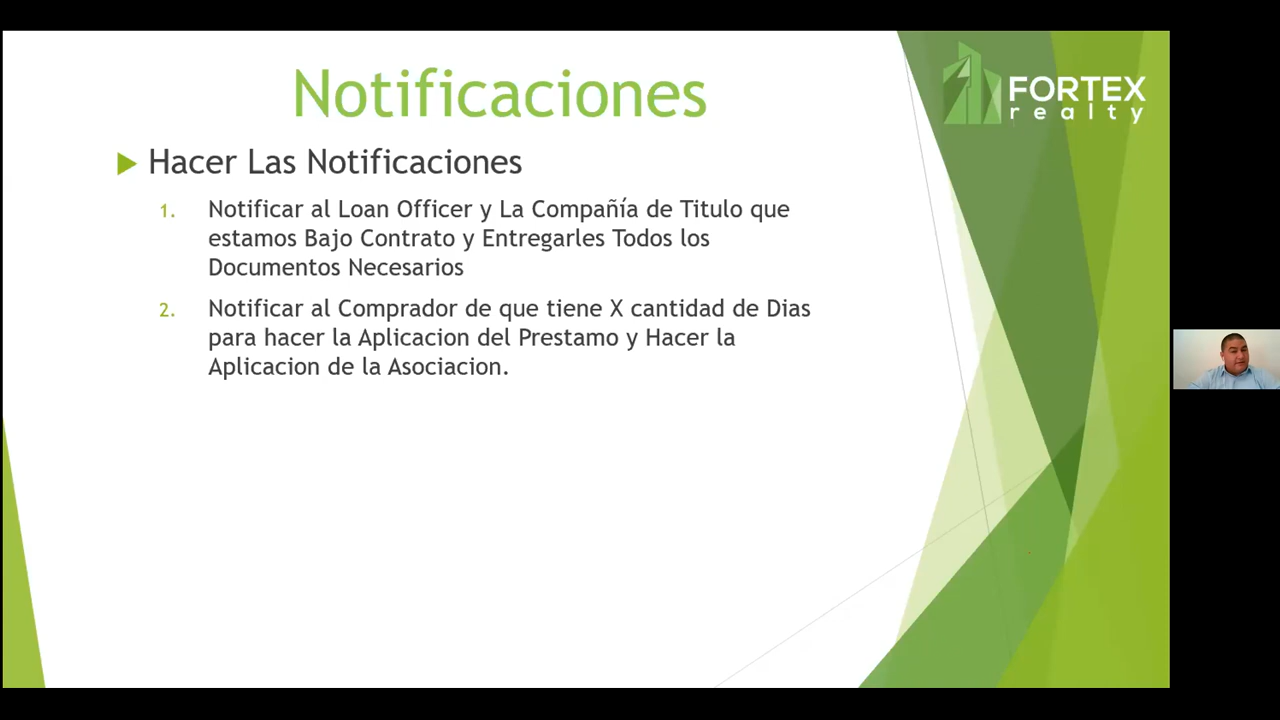 Notificaciones
FORTEX
realty
Hacer Las Notificaciones
1. Notificar al Loan Officer y La Compañía de Titulo que
estamos Bajo Contrato y Entregarles Todos los
Documentos Necesarios
2. Notificar al Comprador de que tiene X cantidad de Dias
para hacer la Aplicacion del Prestamo y Hacer la
Aplicacion de la Asociacion.